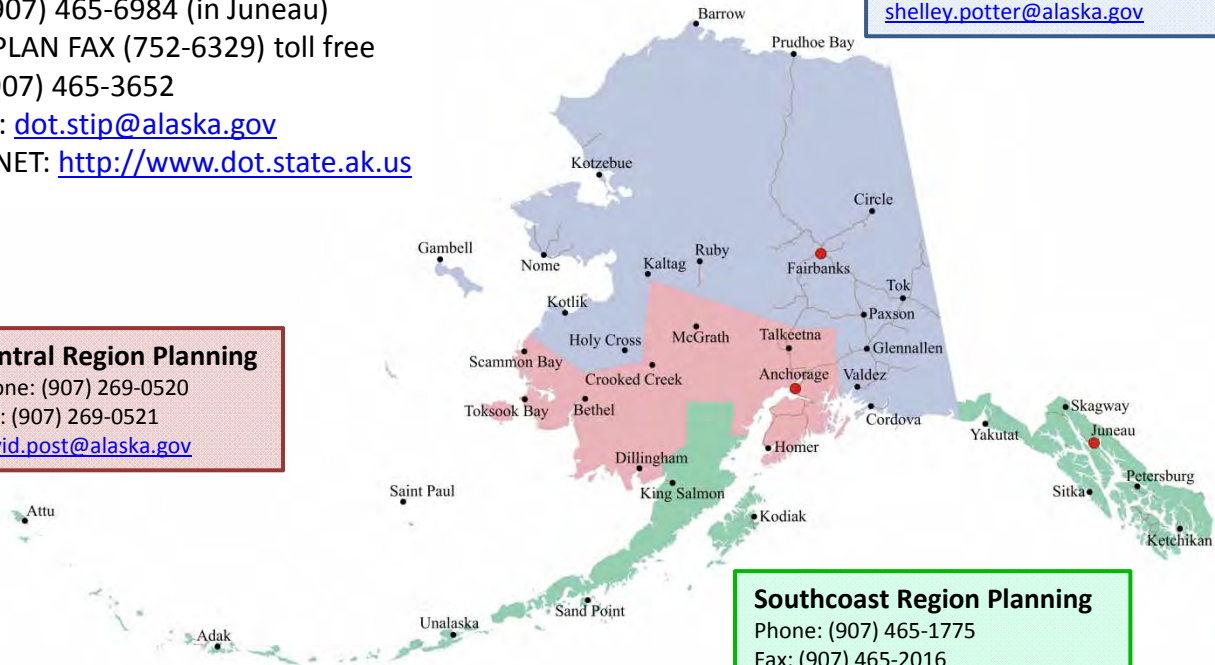 907) 465-6984 (in Juneau)
PLAN FAX (752-6329) toll free
907) 465-3652
: dot.stip@alaska.gov
NET: http://www.dot.state.ak.us
shelley.potter@alaska.gov
Barrow
Prudhoe Bay
Kotzebue
Circle
Gambell
Nome
Kaltag
Ruby
Fairbanks
Tok
Kotlik
Paxson
Holy Cross
McGrath
Talkeetna
Glennallen
Scammon Bay
Crooked Creek
Anchorage
Valdez
Toksook Bay
Bethel
Cordova
Skagway
Yakutat
Juneau
Homer
Dillingham
King Salmon
Petersburg
Sitka
Saint Paul
Kodiak
Ketchikan
Attu
Sand Point
Unalaska
Adak
ntral Region Planning
one: (907) 269-0520
: (907) 269-0521
vid.post@alaska.gov
Southcoast Region Planning
Phone: (907) 465-1775
Fax: (907) 465-2016